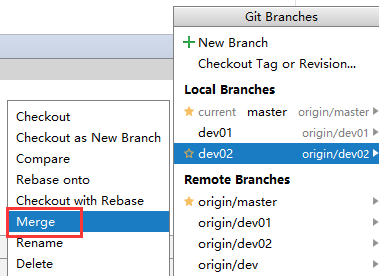 Git Branches
New Branch
Checkout Tag or Revision...
Local Branches
current master origin/master
dev01 origin/dev01
dev02 origin/dev02
Remote Branches
origin/master
origin/dev01
origin/dev02
origin/dev
Checkout
Checkout as New Branch
Compare
Rebase onto
Checkout with Rebase
Merge
Rename
Delete